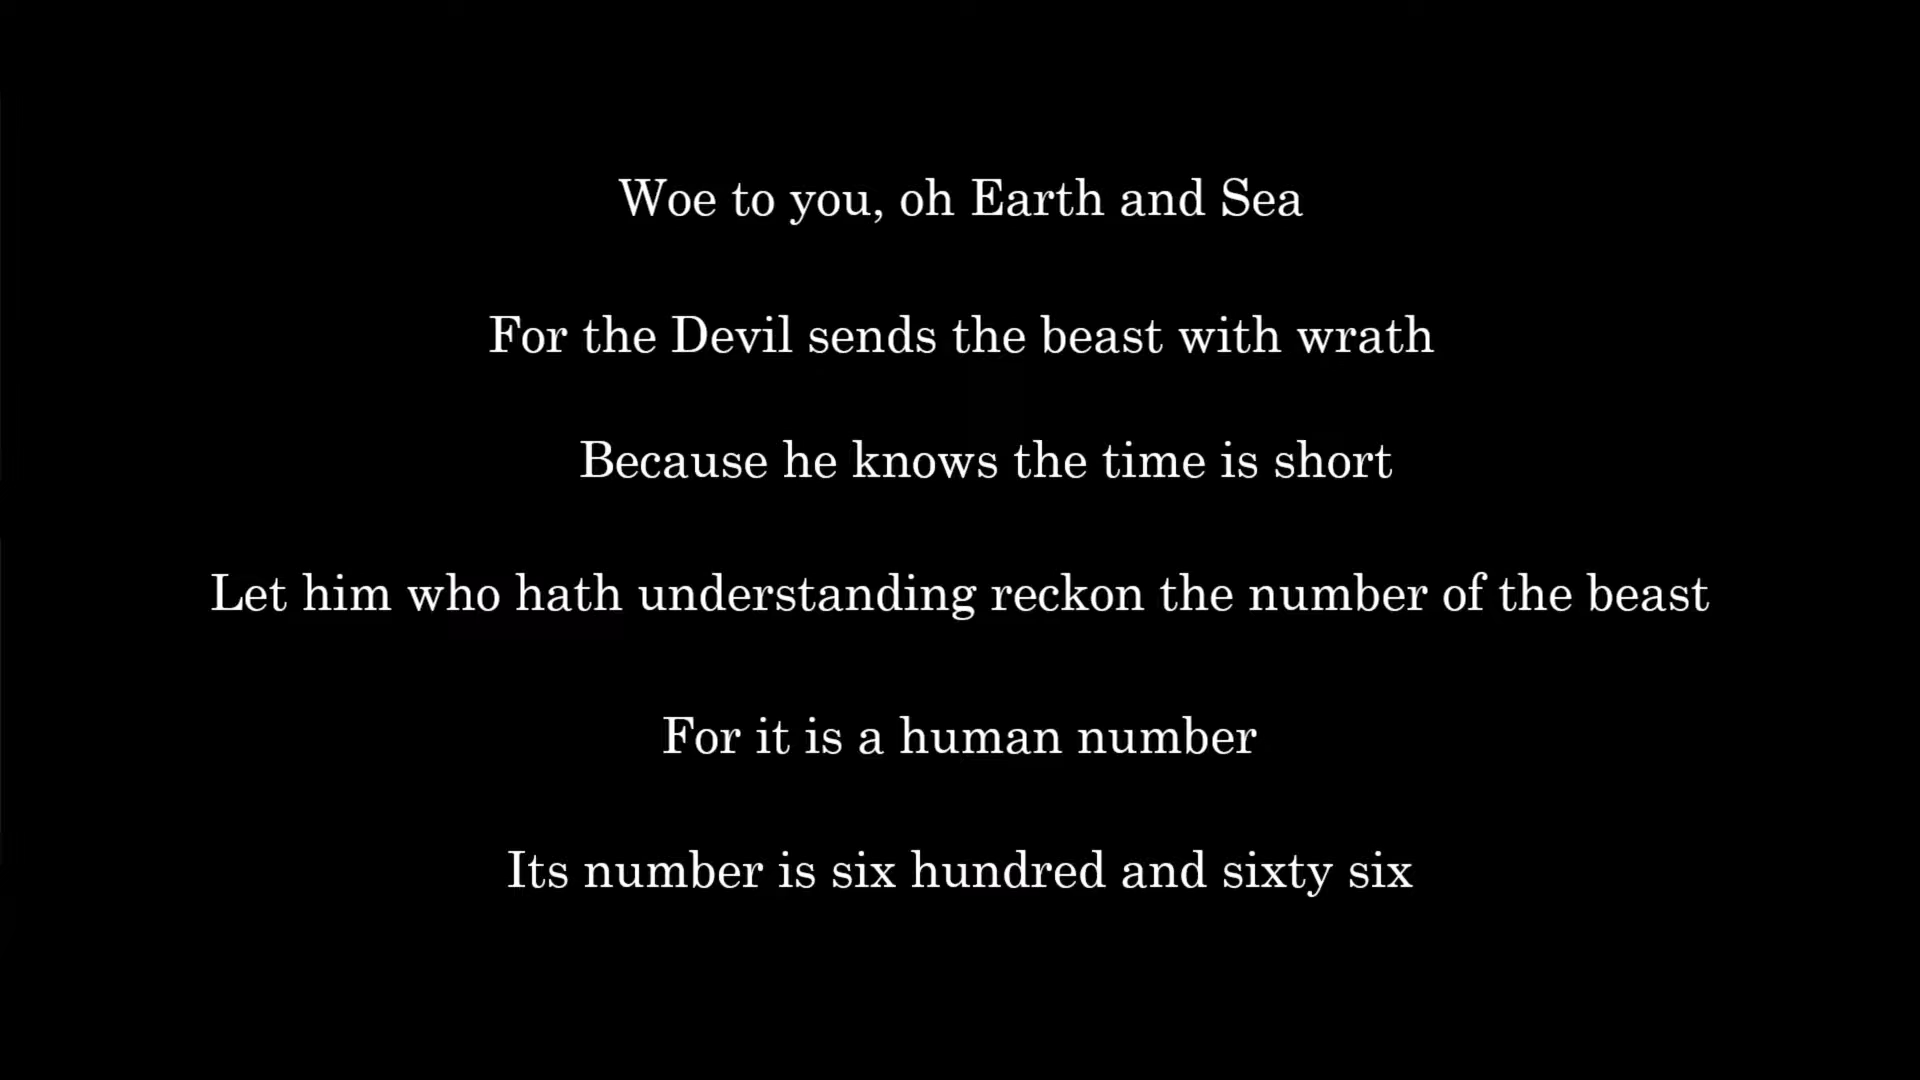 Woe to you, oh Earth and Sea
For the Devil sends the beast with wrath
Because he knows the time is short
Let him who hath understanding reckon the number of the beast
For it is a human number
Its number is six hundred and sixty six